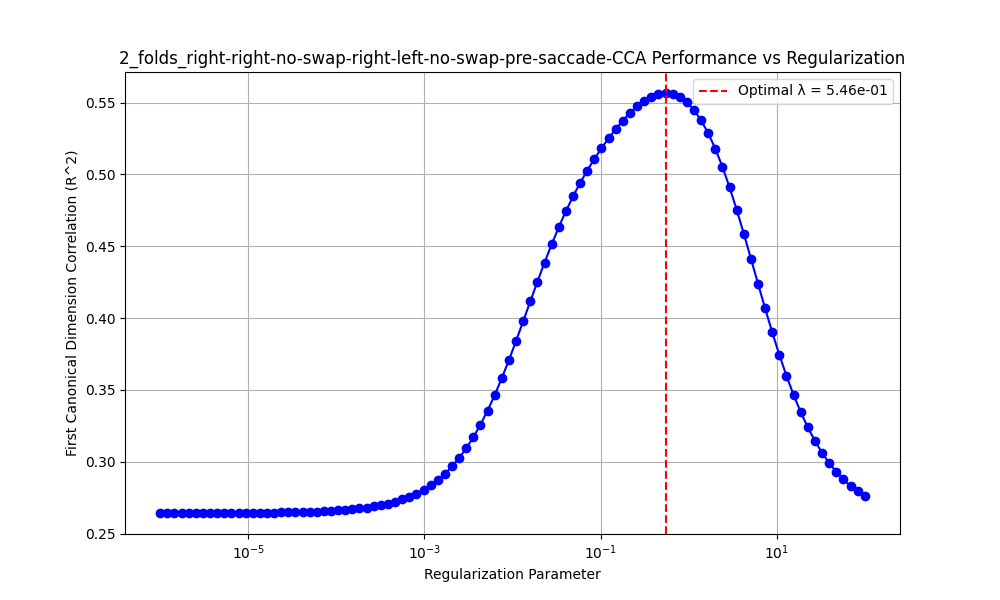 2_folds_right-right-no-swap-right-left-no-swap-pre-saccade-CCA Performance vs Regularization
Optimal λ = 5.46e-01
First Canonical Dimension Correlation (R^2)
0.55
0.50
0.45
0.40
0.35
0.30
0.25
10⁻⁵ 10⁻³ 10⁻¹ 10¹
Regularization Parameter